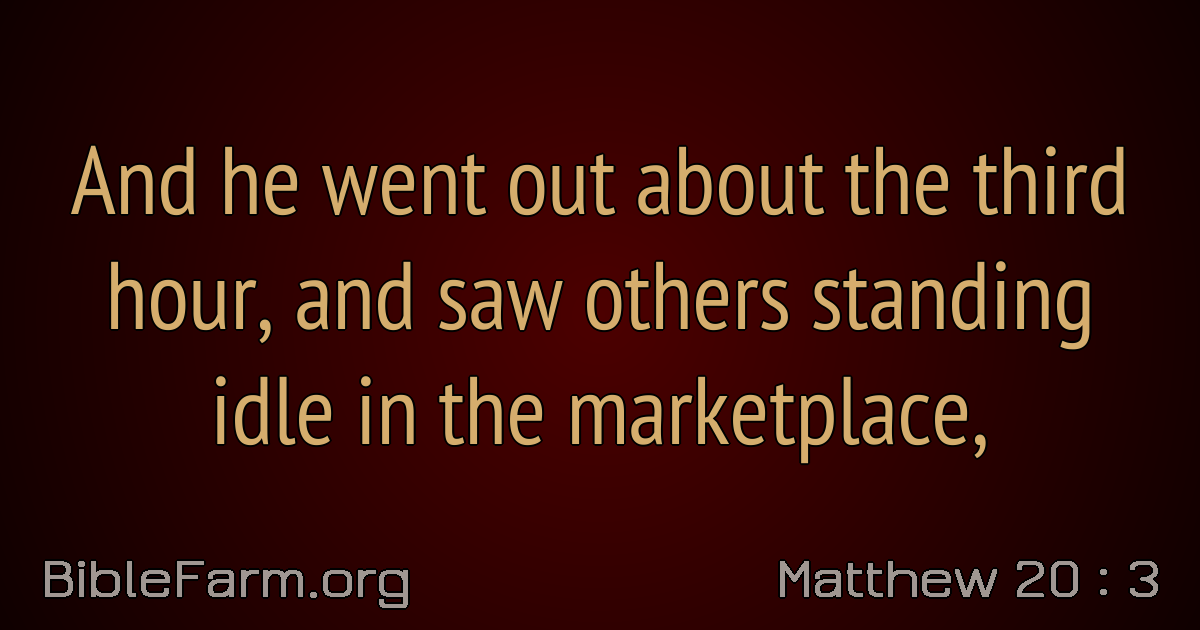 And he went out about the third
hour, and saw others standing
idle in the marketplace,
BibleFarm.org
Matthew 20 : 3